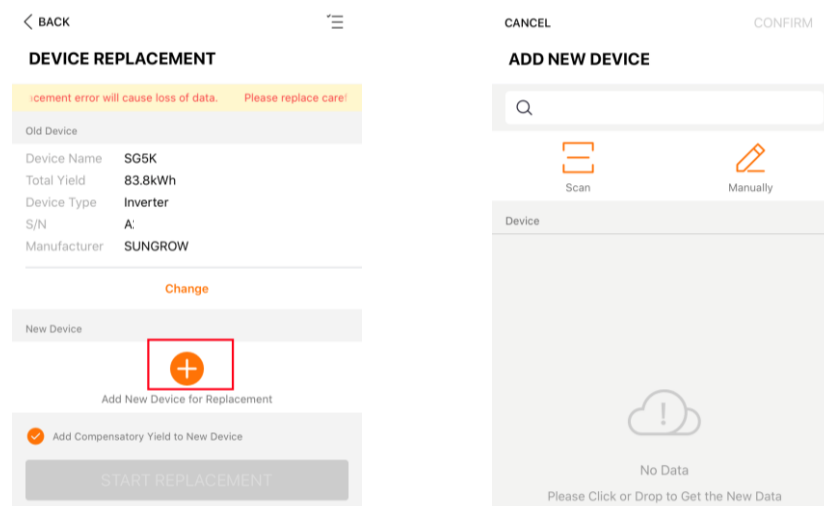 BACK
DEVICE REPLACEMENT
acement error will cause loss of data. Please replace care
Old Device
Device Name SG5K
Total Yield 83.8kWh
Device Type Inverter
S/N A
Manufacturer SUNGROW
Change
New Device
Add New Device for Replacement
Add Compensatory Yield to New Device
START REPLACEMENT
CANCEL CONFIRM
ADD NEW DEVICE
Scan Manually
Device
No Data
Please Click or Drop to Get the New Data